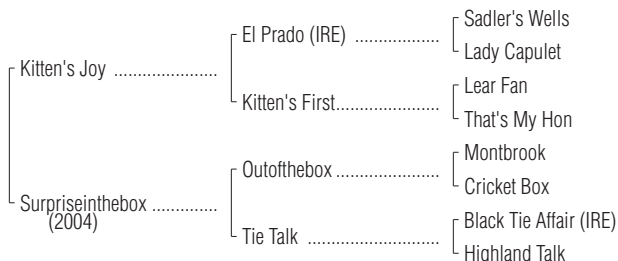 Sadler's Wells
El Prado (IRE) ..................
Lady Capulet
Kitten's Joy ......................
Lear Fan
Kitten's First......................
That's My Hon
Montbrook
Outofthebox ......................
Cricket Box
Surpriseinthebox ..............
(2004)
Black Tie Affair (IRE)
Tie Talk ............................
Highland Talk